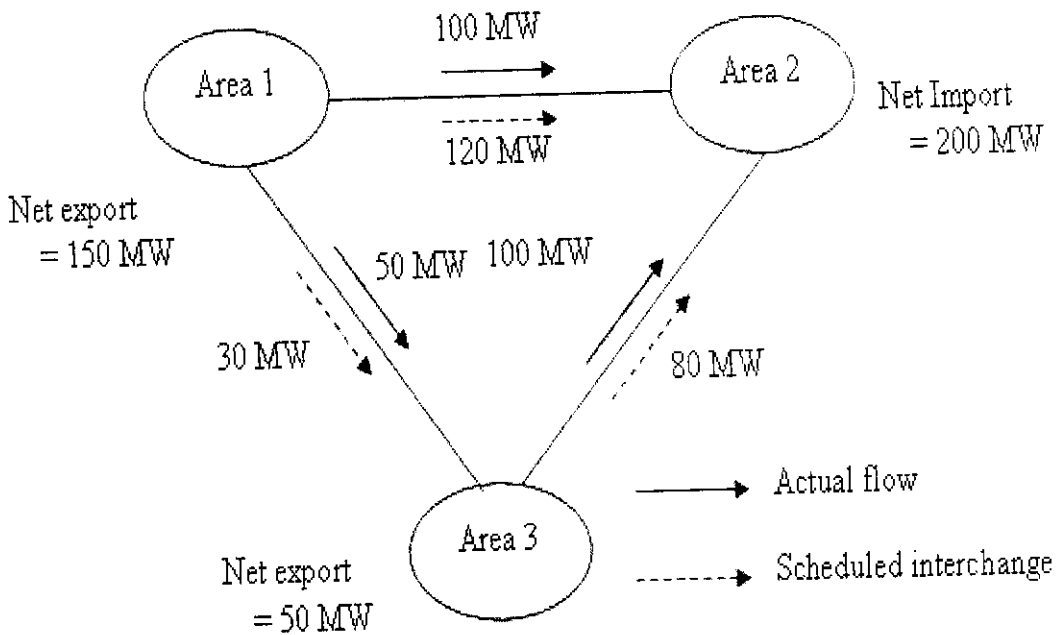 100 MW
Area 1
Area 2
120 MW
Net Import
= 200 MW
Net export
= 150 MW
50 MW
100 MW
30 MW
80 MW
Area 3
Actual flow
Net export
= 50 MW
Scheduled interchange